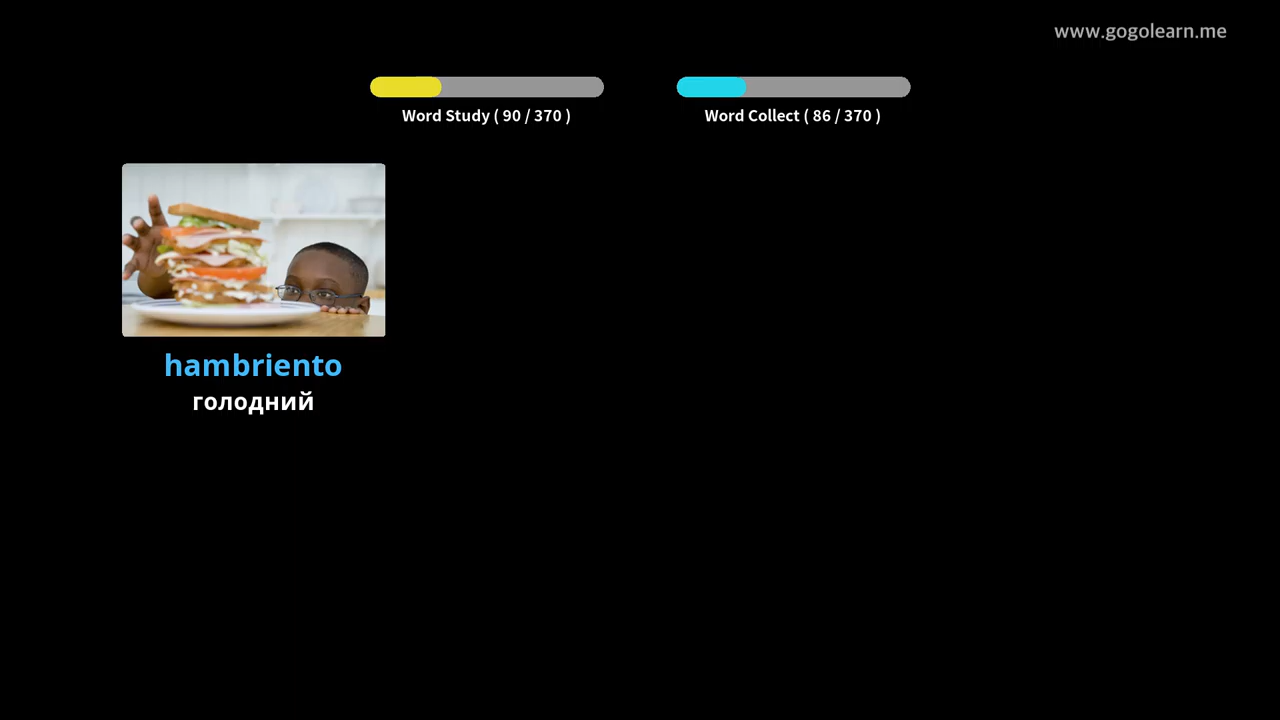 www.gogolearn.me
Word Study ( 90 / 370 )
Word Collect ( 86 / 370 )
hambriento
голодний